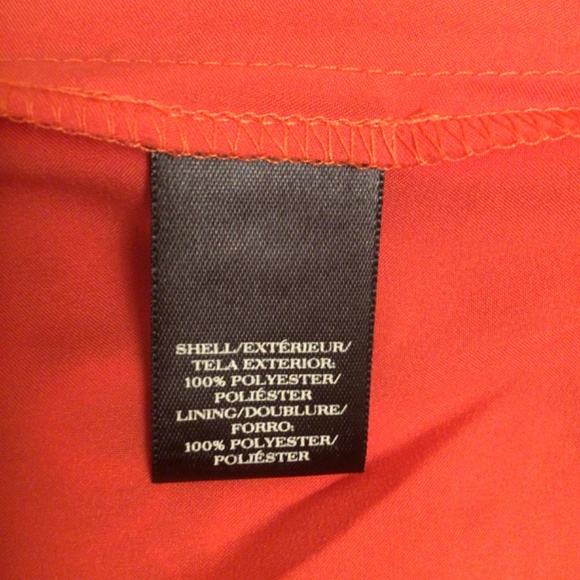 SHELL/EXTÉRIEUR/
TELA EXTERIOR:
100% POLYESTER/
POLIÉSTER
LINING/DOUBLURE/
FORRO:
100% POLYESTER/
POLIÉSTER